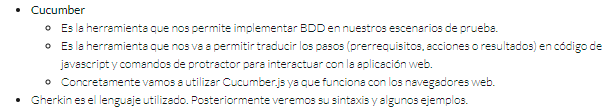 Cucumber
Es la herramienta que nos permite implementar BDD en nuestros escenarios de prueba.
Es la herramienta que nos va a permitir traducir los pasos (prerrequisitos, acciones o resultados) en código de
javascript y comandos de protractor para interactuar con la aplicación web.
Concretamente vamos a utilizar Cucumber.js ya que funciona con los navegadores web.
Gherkin es el lenguaje utilizado. Posteriormente veremos su sintaxis y algunos ejemplos.